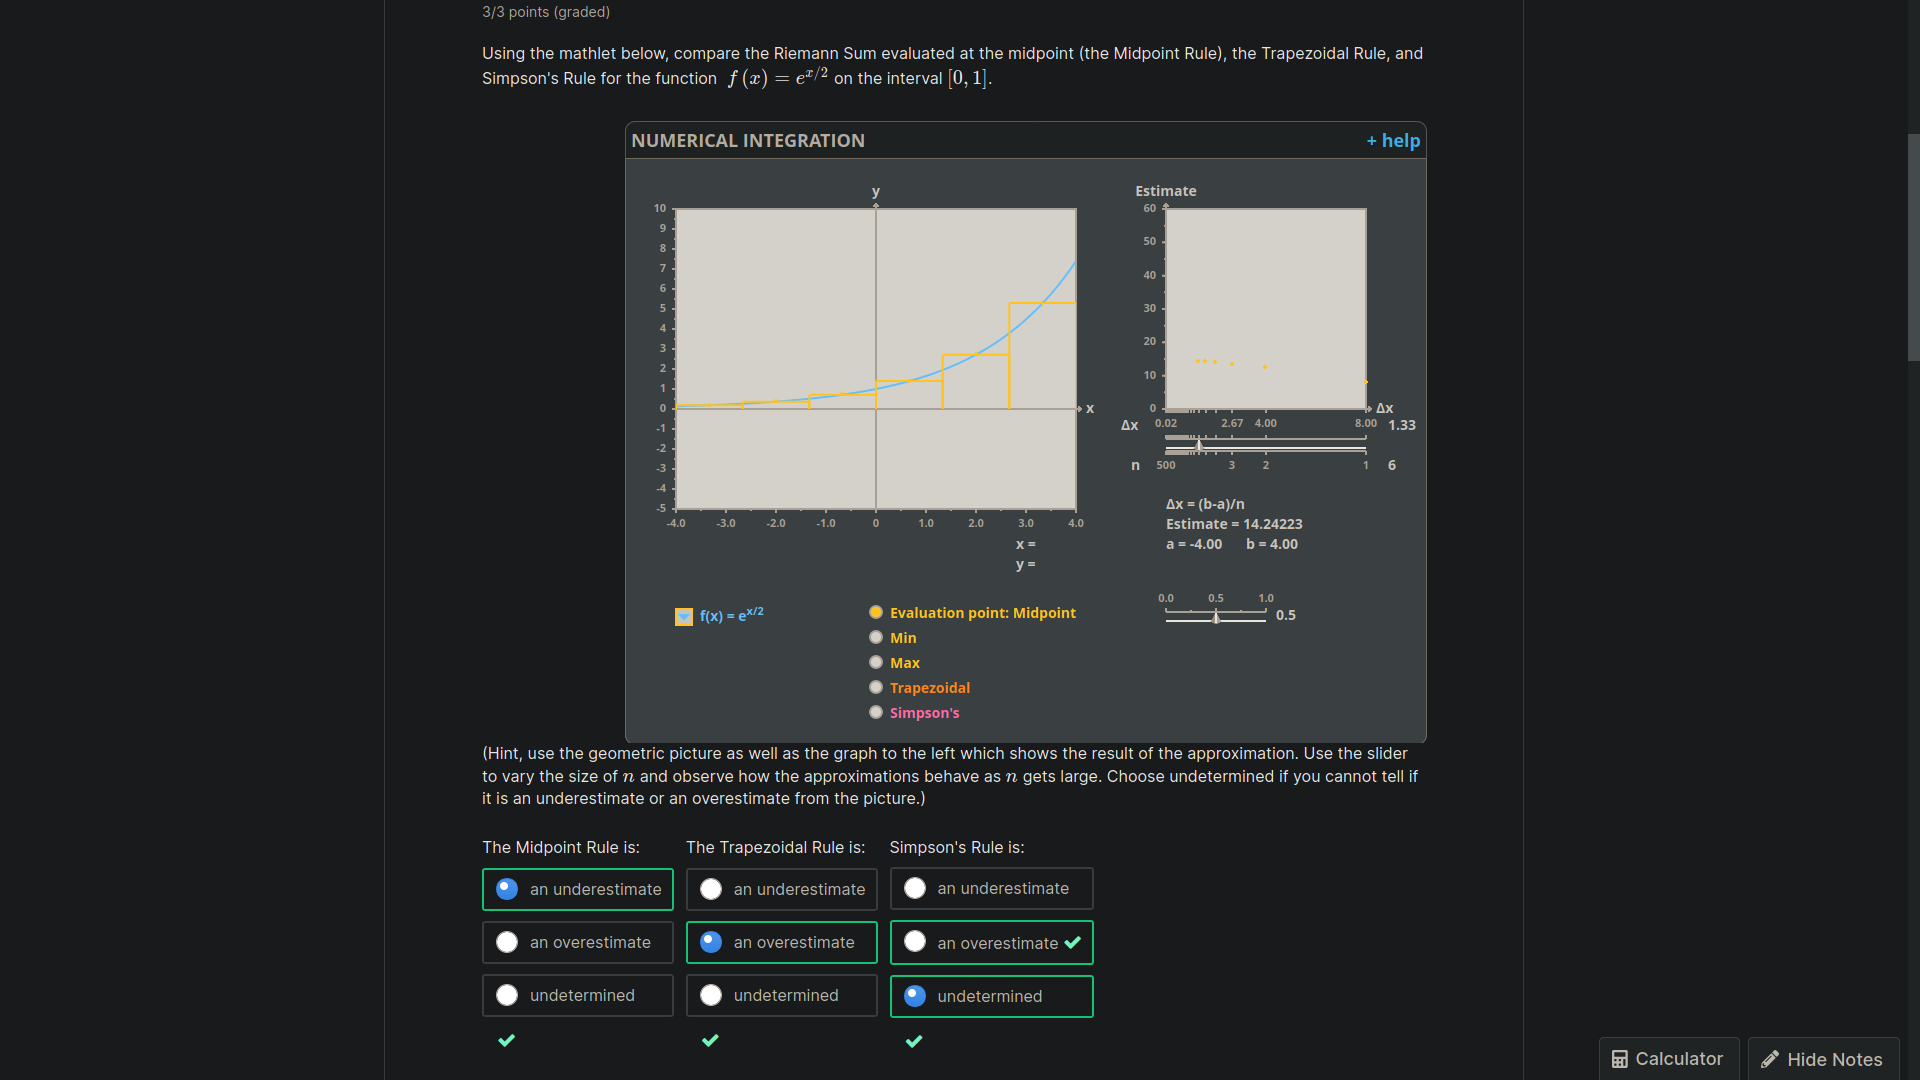 3/3 points (graded)
Using the mathlet below, compare the Riemann Sum evaluated at the midpoint (the Midpoint Rule), the Trapezoidal Rule, and
Simpson's Rule for the function f (x) = e^{x/2} on the interval [0, 1].
NUMERICAL INTEGRATION + help
y
10
9
8
7
6
5
4
3
2
1
0
-1
-2
-3
-4
-5
-4.0 -3.0 -2.0 -1.0 0 1.0 2.0 3.0 4.0
x
x =
y =
Estimate
60
50
40
30
20
10
0
Δx
Δx 0.02 2.67 4.00 8.00 1.33
n 500 3 2 1 6
Δx = (b-a)/n
Estimate = 14.24223
a = -4.00 b = 4.00
0.0 0.5 1.0
0.5
f(x) = e^{x/2}
Evaluation point: Midpoint
Min
Max
Trapezoidal
Simpson's
(Hint, use the geometric picture as well as the graph to the left which shows the result of the approximation. Use the slider
to vary the size of n and observe how the approximations behave as n gets large. Choose undetermined if you cannot tell if
it is an underestimate or an overestimate from the picture.)
The Midpoint Rule is: The Trapezoidal Rule is: Simpson's Rule is:
an underestimate an underestimate an underestimate
an overestimate an overestimate an overestimate
undetermined undetermined undetermined
Calculator Hide Notes